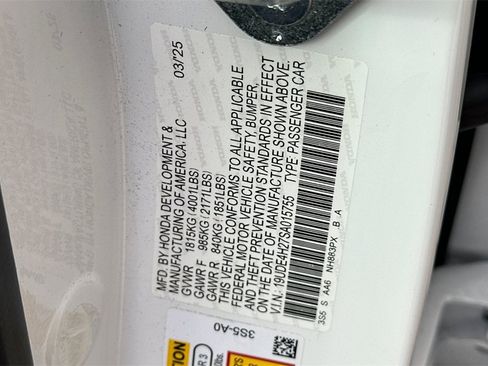 MFD. BY HONDA DEVELOPMENT & 03/25
MANUFACTURING OF AMERICA, LLC
GVWR 1815KG(4001LBS)
GAWR F 985KG(2171LBS)
GAWR R 840KG(1851LBS)
THIS VEHICLE CONFORMS TO ALL APPLICABLE
FEDERAL MOTOR VEHICLE SAFETY, BUMPER,
AND THEFT PREVENTION STANDARDS IN EFFECT
ON THE DATE OF MANUFACTURE SHOWN ABOVE.
V.I.N.: 19UDE4H27SA015755 TYPE: PASSENGER CAR
3S5 S AA6 NH883PX B A
3S5-A0